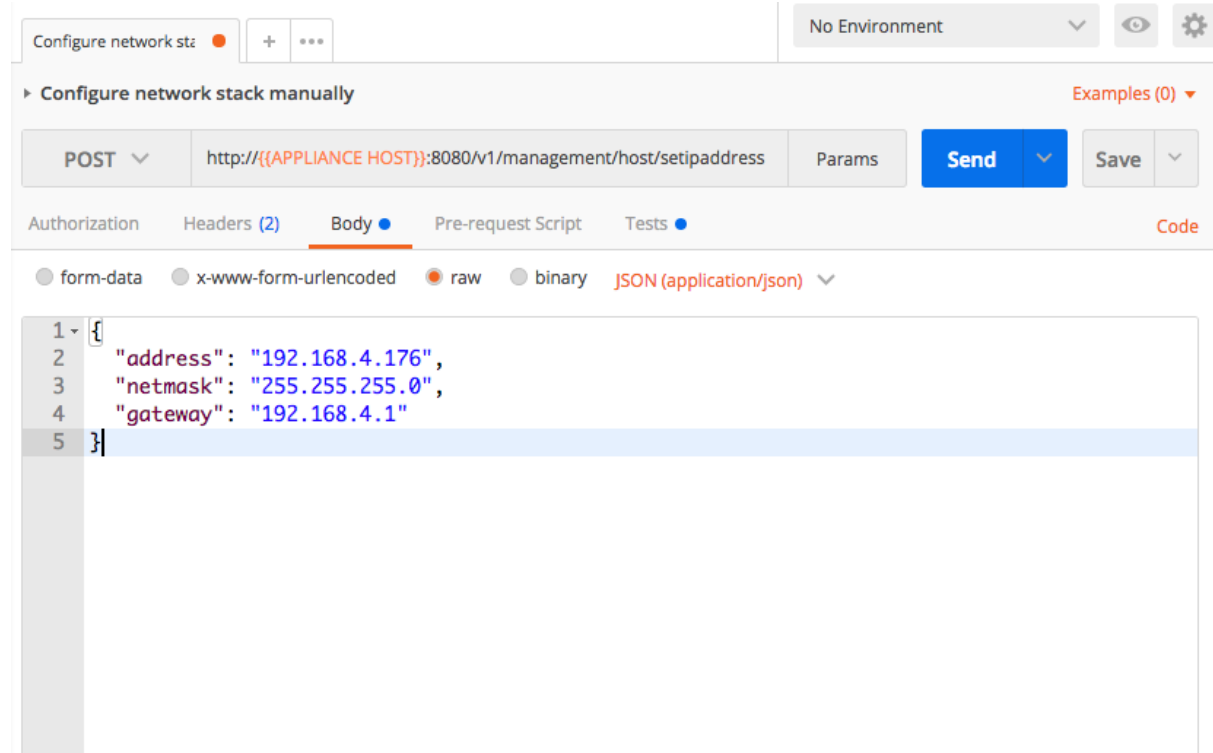 Configure network sta
No Environment
Configure network stack manually
Examples (0)
POST http://{{APPLIANCE HOST}}:8080/v1/management/host/setipaddress Params Send Save
Authorization Headers (2) Body Pre-request Script Tests Code
form-data x-www-form-urlencoded raw binary JSON (application/json)
1 {
2 "address": "192.168.4.176",
3 "netmask": "255.255.255.0",
4 "gateway": "192.168.4.1"
5 }